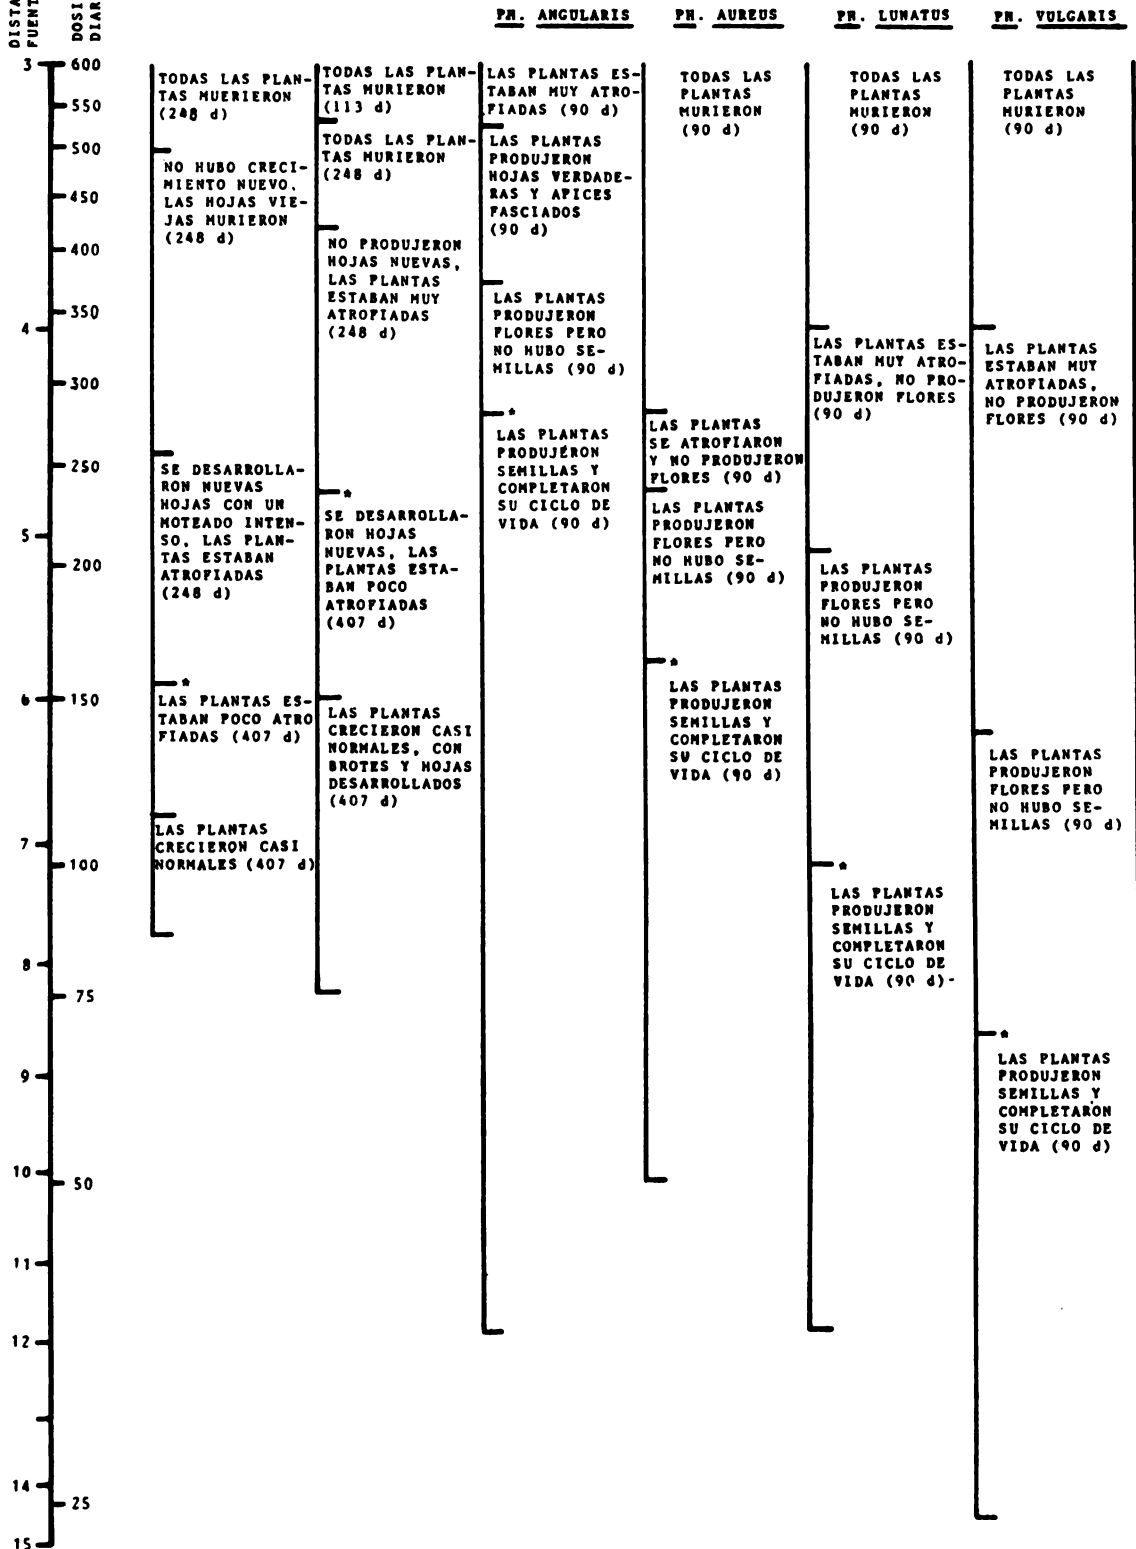 DISTA
FUENT
DOSI
DIAR
PH. ANGULARIS
PH. AUREUS
PH. LUNATUS
PH. VULGARIS
3
4
5
6
7
8
9
10
11
12
14
15
600
550
500
450
400
350
300
250
200
150
100
75
50
25
TODAS LAS PLAN-
TAS MUERIERON
(248 d)
NO HUBO CRECI-
MIENTO NUEVO.
LAS HOJAS VIE-
JAS MURIERON
(248 d)
SE DESARROLLA-
RON NUEVAS
HOJAS CON UN
MOTEADO INTEN-
SO, LAS PLAN-
TAS ESTABAN
ATROFIADAS
(248 d)
*
LAS PLANTAS ES-
TABAN POCO ATRO
FIADAS (407 d)
LAS PLANTAS
CRECIERON CASI
NORMALES (407 d)
TODAS LAS PLAN-
TAS MURIERON
(113 d)
TODAS LAS PLAN-
TAS MURIERON
(248 d)
NO PRODUJERON
HOJAS NUEVAS,
LAS PLANTAS
ESTABAN MUY
ATROFIADAS
(248 d)
*
SE DESARROLLA-
RON HOJAS
NUEVAS, LAS
PLANTAS ESTA-
BAN POCO
ATROFIADAS
(407 d)
LAS PLANTAS
CRECIERON CASI
NORMALES, CON
BROTES Y HOJAS
DESARROLLADOS
(407 d)
LAS PLANTAS ES-
TABAN MUY ATRO-
FIADAS (90 d)
LAS PLANTAS
PRODUJERON
HOJAS VERDADE-
RAS Y APICES
FASCIADOS
(90 d)
LAS PLANTAS
PRODUJERON
FLORES PERO
NO HUBO SE-
MILLAS (90 d)
*
LAS PLANTAS
PRODUJERON
SEMILLAS Y
COMPLETARON
SU CICLO DE
VIDA (90 d)
TODAS LAS
PLANTAS
MURIERON
(90 d)
LAS PLANTAS
SE ATROFIARON
Y NO PRODUJERON
FLORES (90 d)
LAS PLANTAS
PRODUJERON
FLORES PERO
NO HUBO SE-
MILLAS (90 d)
*
LAS PLANTAS
PRODUJERON
SEMILLAS Y
COMPLETARON
SU CICLO DE
VIDA (90 d)
TODAS LAS
PLANTAS
MURIERON
(90 d)
LAS PLANTAS ES-
TABAN MUY ATRO-
FIADAS, NO PRO-
DUJERON FLORES
(90 d)
LAS PLANTAS
PRODUJERON
FLORES PERO
NO HUBO SE-
MILLAS (90 d)
*
LAS PLANTAS
PRODUJERON
SEMILLAS Y
COMPLETARON
SU CICLO DE
VIDA (90 d)-
TODAS LAS
PLANTAS
MURIERON
(90 d)
LAS PLANTAS
ESTABAN MUY
ATROFIADAS,
NO PRODUJERON
FLORES (90 d)
LAS PLANTAS
PRODUJERON
FLORES PERO
NO HUBO SE-
MILLAS (90 d)
*
LAS PLANTAS
PRODUJERON
SEMILLAS Y
COMPLETARON
SU CICLO DE
VIDA (90 d)